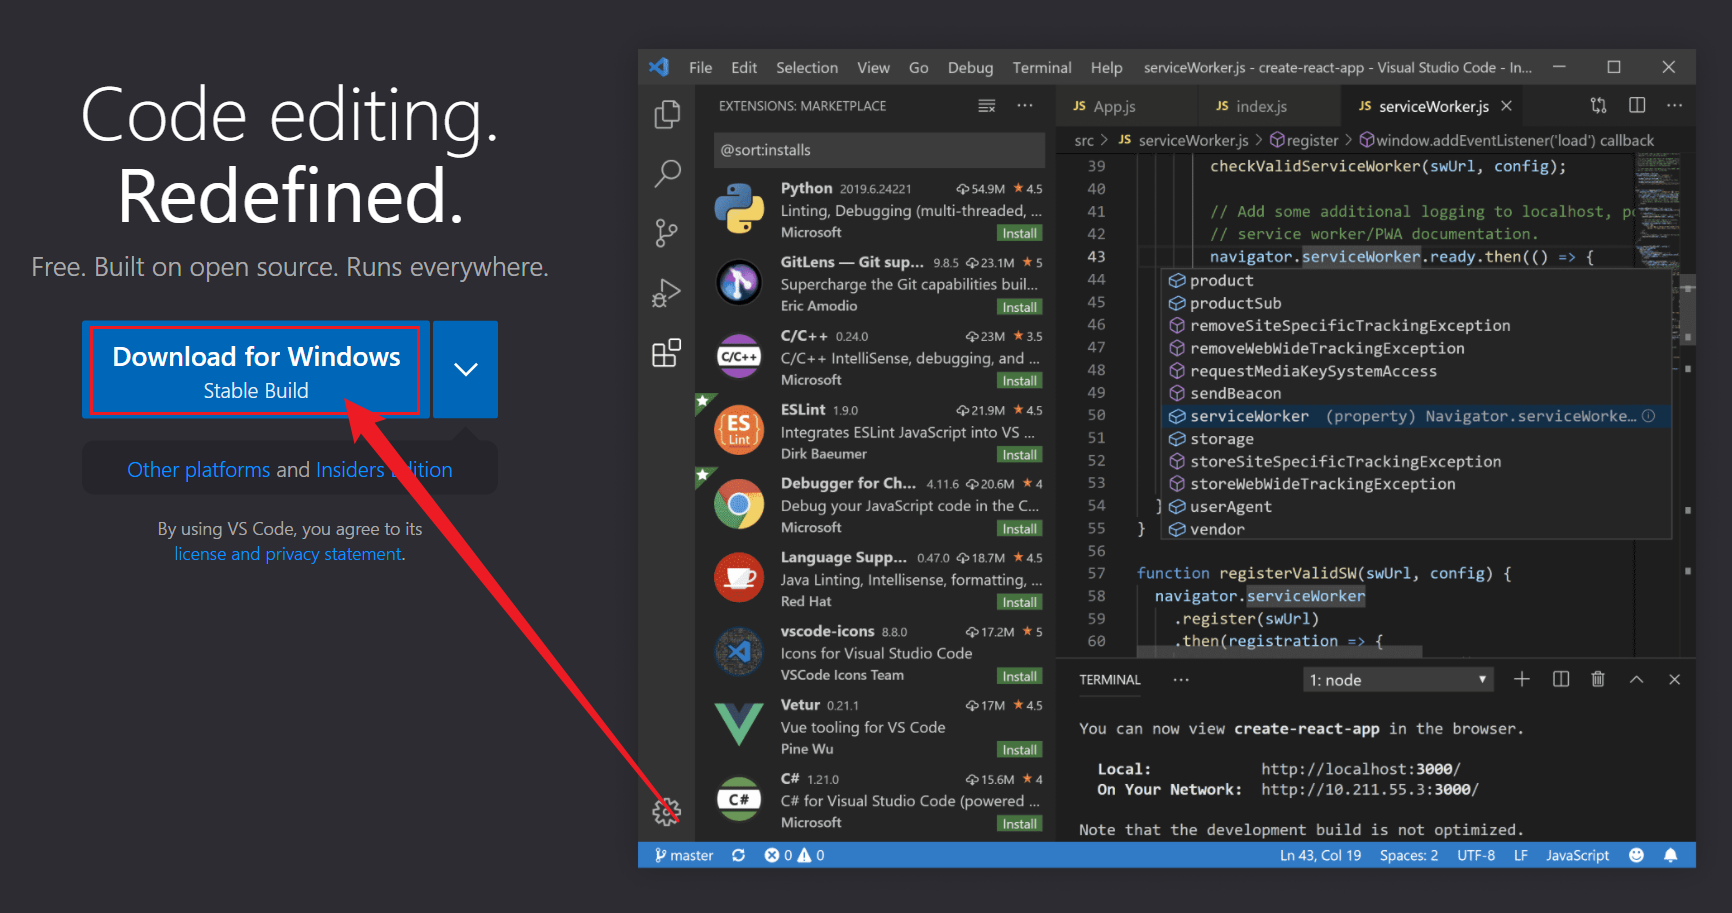 Code editing.
Redefined.
Free. Built on open source. Runs everywhere.
Download for Windows
Stable Build
Other platforms and Insiders Edition
By using VS Code, you agree to its
license and privacy statement.
File Edit Selection View Go Debug Terminal Help serviceWorker.js - create-react-app - Visual Studio Code - In...
EXTENSIONS: MARKETPLACE
@sort:installs
Python 2019.6.24221 54.9M 4.5
Linting, Debugging (multi-threaded, ...
Microsoft Install
GitLens — Git sup... 9.8.5 23.1M 5
Supercharge the Git capabilities buil...
Eric Amodio Install
C/C++
C/C++ 0.24.0 23M 3.5
C/C++ IntelliSense, debugging, and ...
Microsoft Install
ES
Lint
ESLint 1.9.0 21.9M 4.5
Integrates ESLint JavaScript into VS ...
Dirk Baeumer Install
Debugger for Ch... 4.11.6 20.6M 4
Debug your JavaScript code in the C...
Microsoft Install
Language Supp... 0.47.0 18.7M 4.5
Java Linting, Intellisense, formatting, ...
Red Hat Install
vscode-icons 8.8.0 17.2M 5
Icons for Visual Studio Code
VSCode Icons Team Install
Vetur 0.21.1 17M 4.5
Vue tooling for VS Code
Pine Wu Install
C#
C# 1.21.0 15.6M 4
C# for Visual Studio Code (powered ...
Microsoft Install
JS App.js JS index.js JS serviceWorker.js
src > JS serviceWorker.js > register > window.addEventListener('load') callback
39 checkValidServiceWorker(swUrl, config);
40
41 // Add some additional logging to localhost, po
42 // service worker/PWA documentation.
43 navigator.serviceWorker.ready.then(() => {
44 product
45 productSub
46 removeSiteSpecificTrackingException
47 removeWebWideTrackingException
48 requestMediaKeySystemAccess
49 sendBeacon
50 serviceWorker (property) Navigator.serviceWorke...
51 storage
52 storeSiteSpecificTrackingException
53 storeWebWideTrackingException
54 } userAgent
55 } vendor
56
57 function registerValidSW(swUrl, config) {
58 navigator.serviceWorker
59 .register(swUrl)
60 .then(registration => {
TERMINAL ... 1: node
You can now view create-react-app in the browser.
Local: http://localhost:3000/
On Your Network: http://10.211.55.3:3000/
Note that the development build is not optimized.
master 0 0 Ln 43, Col 19 Spaces: 2 UTF-8 LF JavaScript